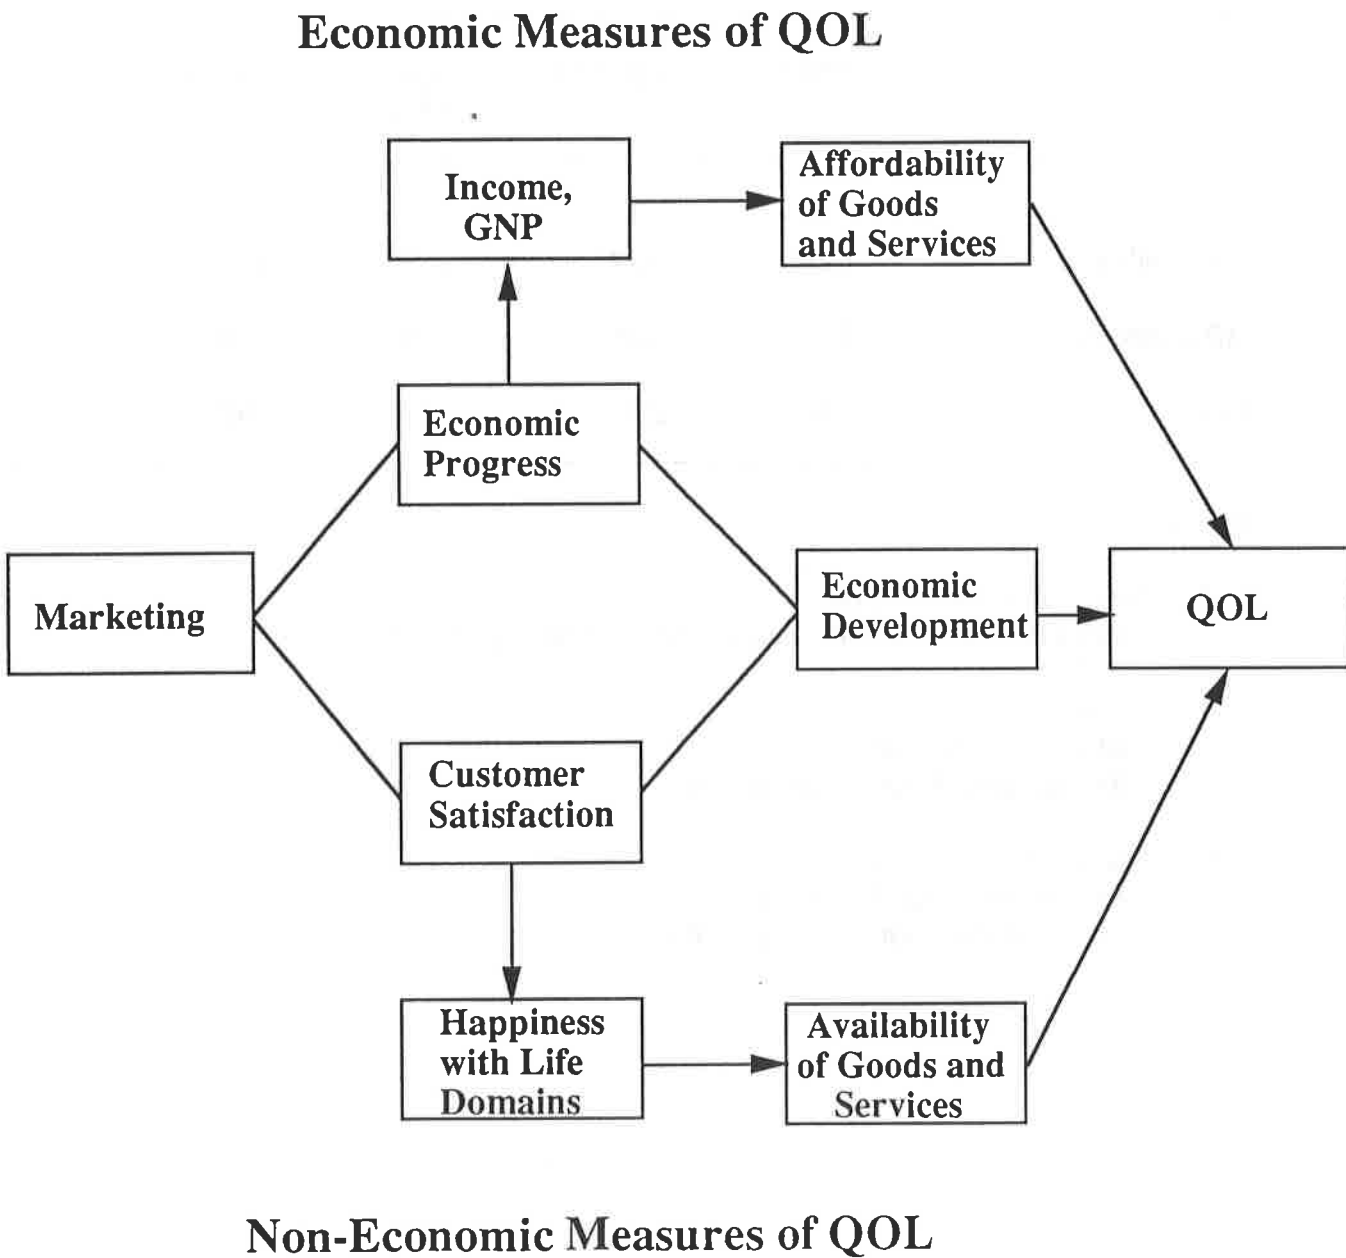 Economic Measures of QOL
Income,
GNP
Affordability
of Goods
and Services
Economic
Progress
Marketing
Economic
Development
QOL
Customer
Satisfaction
Happiness
with Life
Domains
Availability
of Goods and
Services
Non-Economic Measures of QOL